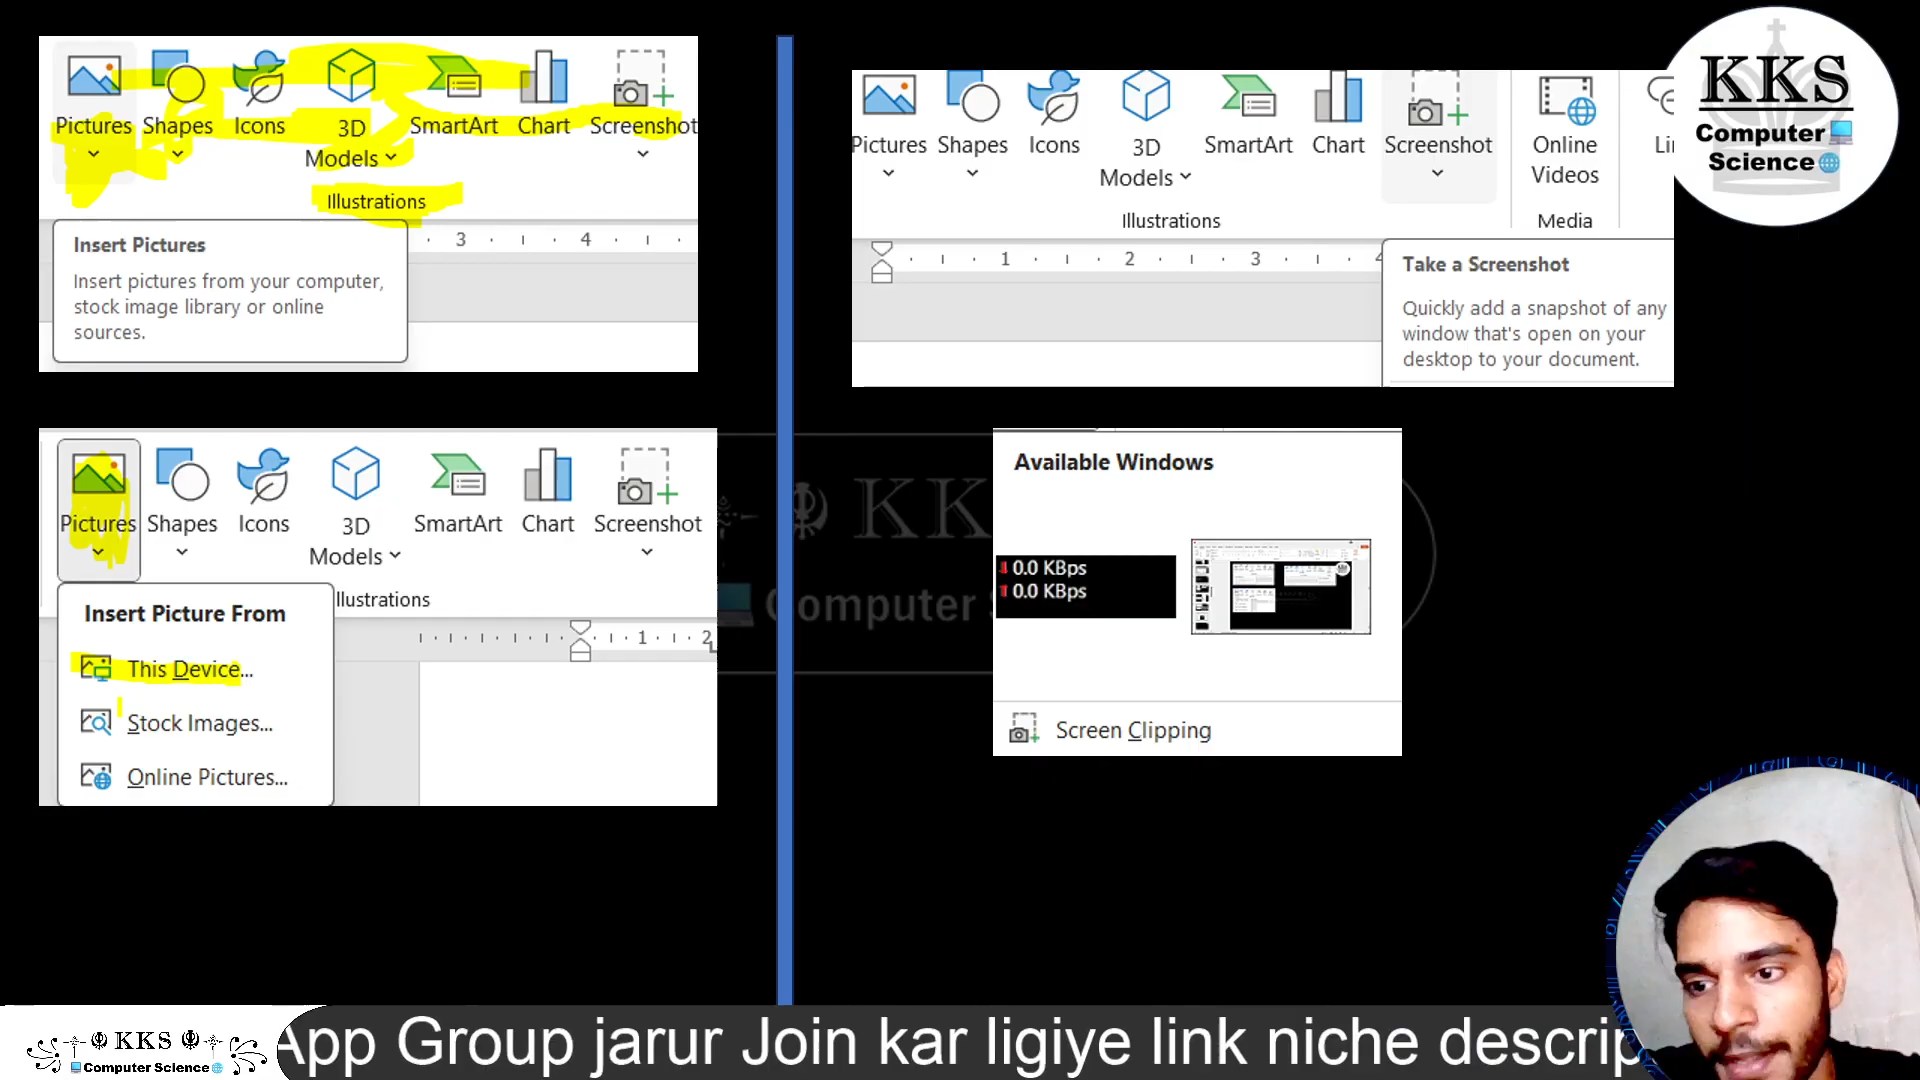 Pictures Shapes Icons 3D Models SmartArt Chart Screenshot
Illustrations
3 4
Insert Pictures
Insert pictures from your computer,
stock image library or online
sources.
Pictures Shapes Icons 3D Models SmartArt Chart Screenshot
Illustrations
Insert Picture From
This Device...
Stock Images...
Online Pictures...
1 2
Pictures Shapes Icons 3D Models SmartArt Chart Screenshot Online Videos Li
Illustrations Media
1 2 3 4
Take a Screenshot
Quickly add a snapshot of any
window that's open on your
desktop to your document.
Available Windows
0.0 KBps
0.0 KBps
Screen Clipping
KKS
Computer S
KKS
Computer
Science
KKS
Computer Science
App Group jarur Join kar ligiye link niche descrip